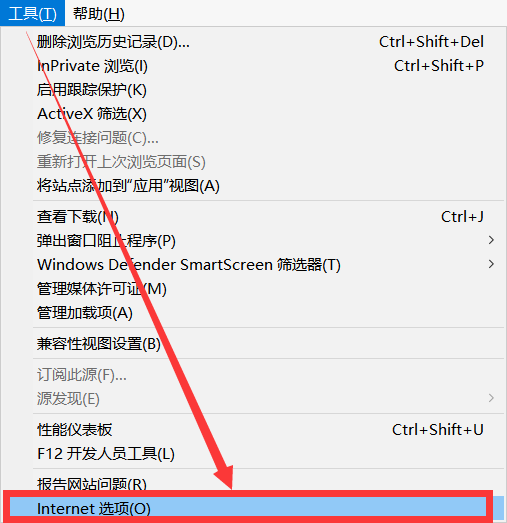 工具(T) 帮助(H)
删除浏览历史记录(D)... Ctrl+Shift+Del
InPrivate 浏览(I) Ctrl+Shift+P
启用跟踪保护(K)
ActiveX 筛选(X)
修复连接问题(C)...
重新打开上次浏览页面(S)
将站点添加到“应用”视图(A)
查看下载(N) Ctrl+J
弹出窗口阻止程序(P)
Windows Defender SmartScreen 筛选器(T)
管理媒体许可证(M)
管理加载项(A)
兼容性视图设置(B)
订阅此源(F)...
源发现(E)
性能仪表板 Ctrl+Shift+U
F12 开发人员工具(L)
报告网站问题(R)
Internet 选项(O)